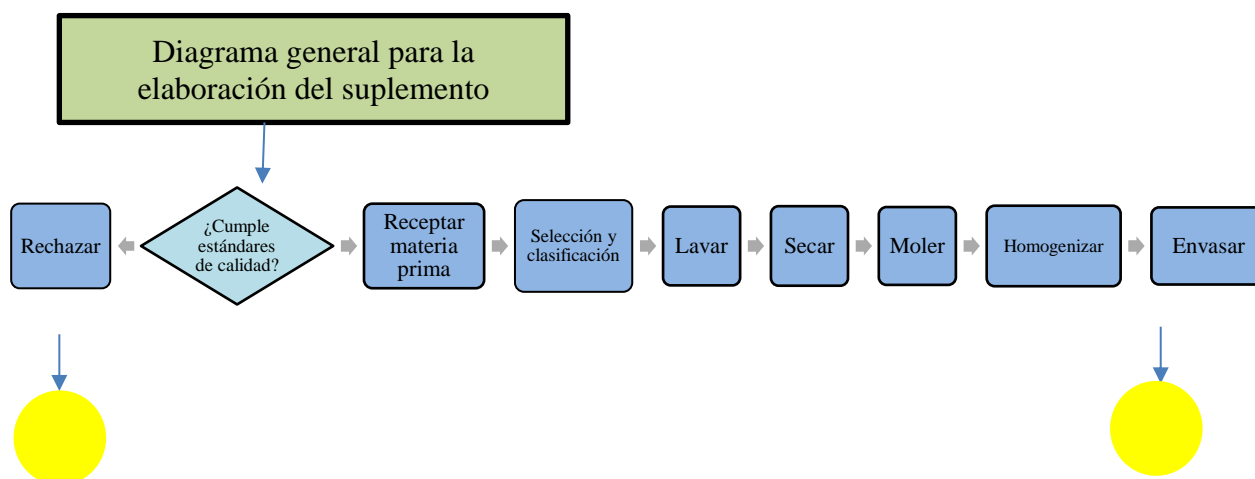 Diagrama general para la
elaboración del suplemento
Rechazar
¿Cumple
estándares
de calidad?
Receptar
materia
prima
Selección y
clasificación
Lavar
Secar
Moler
Homogenizar
Envasar